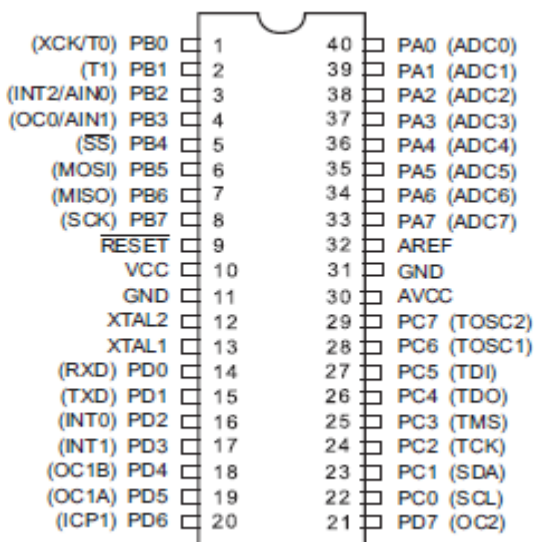 (XCK/T0) PB0 1 40 PA0 (ADC0)
(T1) PB1 2 39 PA1 (ADC1)
(INT2/AIN0) PB2 3 38 PA2 (ADC2)
(OC0/AIN1) PB3 4 37 PA3 (ADC3)
(S̅S̅) PB4 5 36 PA4 (ADC4)
(MOSI) PB5 6 35 PA5 (ADC5)
(MISO) PB6 7 34 PA6 (ADC6)
(SCK) PB7 8 33 PA7 (ADC7)
R̅E̅S̅E̅T̅ 9 32 AREF
VCC 10 31 GND
GND 11 30 AVCC
XTAL2 12 29 PC7 (TOSC2)
XTAL1 13 28 PC6 (TOSC1)
(RXD) PD0 14 27 PC5 (TDI)
(TXD) PD1 15 26 PC4 (TDO)
(INT0) PD2 16 25 PC3 (TMS)
(INT1) PD3 17 24 PC2 (TCK)
(OC1B) PD4 18 23 PC1 (SDA)
(OC1A) PD5 19 22 PC0 (SCL)
(ICP1) PD6 20 21 PD7 (OC2)